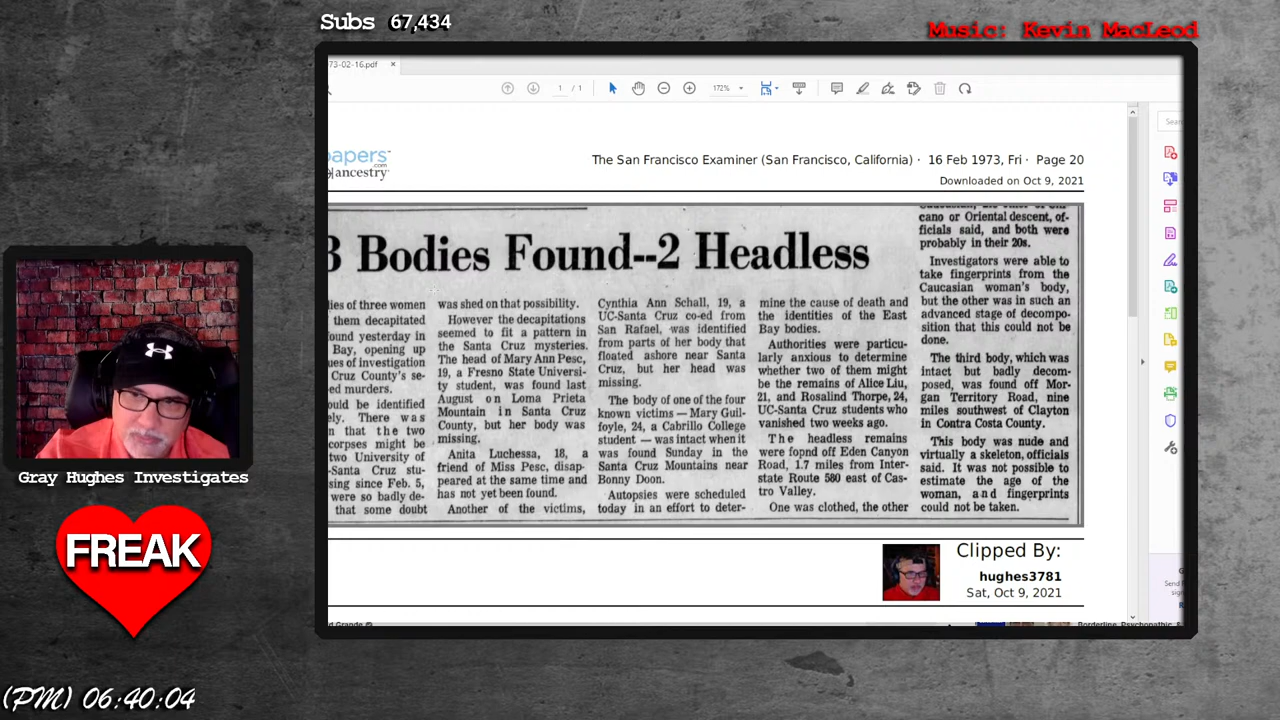 Subs 67,434
Music: Kevin MacLeod
73-02-16.pdf
1 / 1
172%
Sear
apers
.com
ancestry
The San Francisco Examiner (San Francisco, California) · 16 Feb 1973, Fri · Page 20
Downloaded on Oct 9, 2021
3 Bodies Found--2 Headless
ies of three women
them decapitated
ound yesterday in
Bay, opening up
ues of investigation
Cruz County's se-
ed murders.
ould be identified
ely. There was
n that the two
corpses might be
two University of
-Santa Cruz stu-
sing since Feb. 5,
were so badly de-
that some doubt
was shed on that possibility.
However the decapitations
seemed to fit a pattern in
the Santa Cruz mysteries.
The head of Mary Ann Pesc,
19, a Fresno State Universi-
ty student, was found last
August on Loma Prieta
Mountain in Santa Cruz
County, but her body was
missing.
Anita Luchessa, 18, a
friend of Miss Pesc, disap-
peared at the same time and
has not yet been found.
Another of the victims,
Cynthia Ann Schall, 19, a
UC-Santa Cruz co-ed from
San Rafael, was identified
from parts of her body that
floated ashore near Santa
Cruz, but her head was
missing.
The body of one of the four
known victims — Mary Guil-
foyle, 24, a Cabrillo College
student — was intact when it
was found Sunday in the
Santa Cruz Mountains near
Bonny Doon.
Autopsies were scheduled
today in an effort to deter-
mine the cause of death and
the identities of the East
Bay bodies.
Authorities were particu-
larly anxious to determine
whether two of them might
be the remains of Alice Liu,
21, and Rosalind Thorpe, 24,
UC-Santa Cruz students who
vanished two weeks ago.
The headless remains
were fopnd off Eden Canyon
Road, 1.7 miles from Inter-
state Route 580 east of Cas-
tro Valley.
One was clothed, the other
cano or Oriental descent, of-
ficials said, and both were
probably in their 20s.
Investigators were able to
take fingerprints from the
Caucasian woman's body,
but the other was in such an
advanced stage of decompo-
sition that this could not be
done.
The third body, which was
intact but badly decom-
posed, was found off Mor-
gan Territory Road, nine
miles southwest of Clayton
in Contra Costa County.
This body was nude and
virtually a skeleton, officials
said. It was not possible to
estimate the age of the
woman, and fingerprints
could not be taken.
Clipped By:
hughes3781
Sat, Oct 9, 2021
Gray Hughes Investigates
FREAK
(PM) 06:40:04